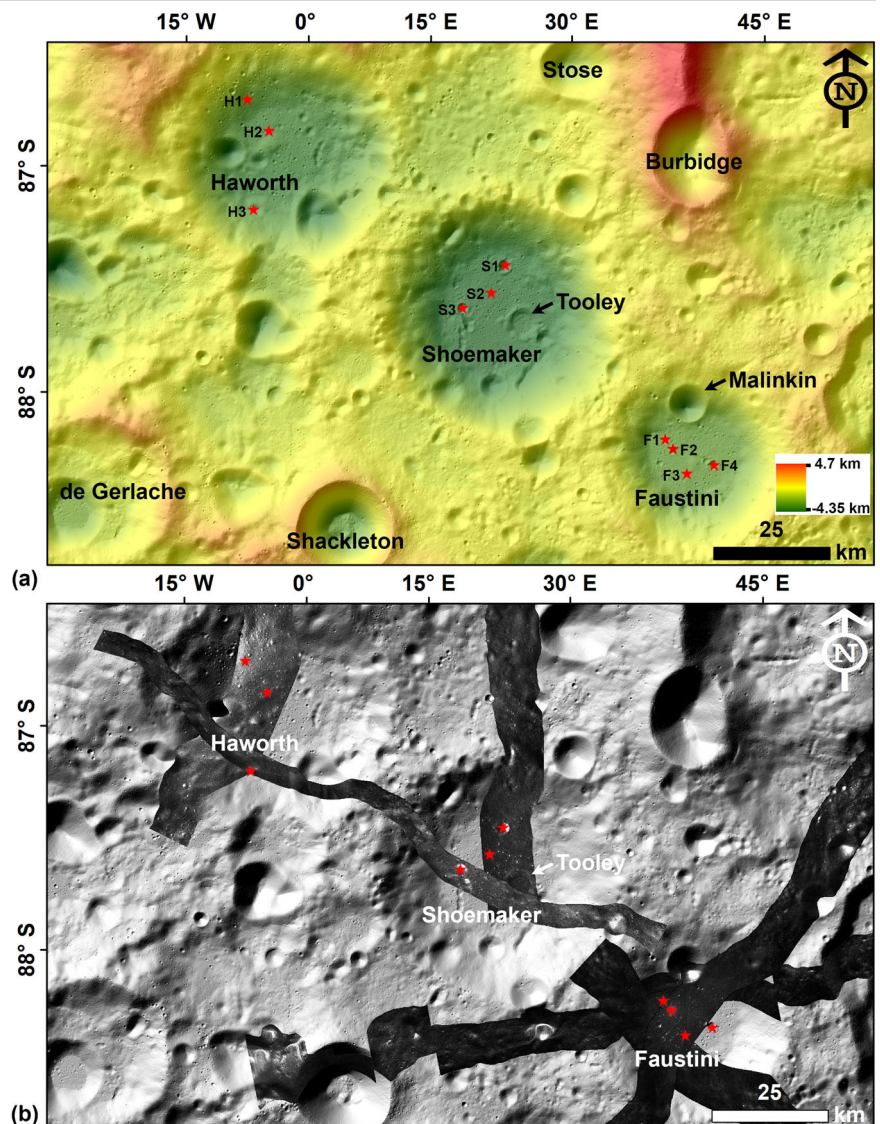 15° W 0° 15° E 30° E 45° E
Stose
N
H1
H2
Burbidge
87° S
Haworth
H3
S1
S2
Tooley
S3
Shoemaker
88° S
Malinkin
F1
F2
F4
F3
4.7 km
de Gerlache
Faustini
-4.35 km
25
Shackleton
km
(a)
15° W 0° 15° E 30° E 45° E
N
87° S
Haworth
Tooley
Shoemaker
88° S
Faustini
25
km
(b)